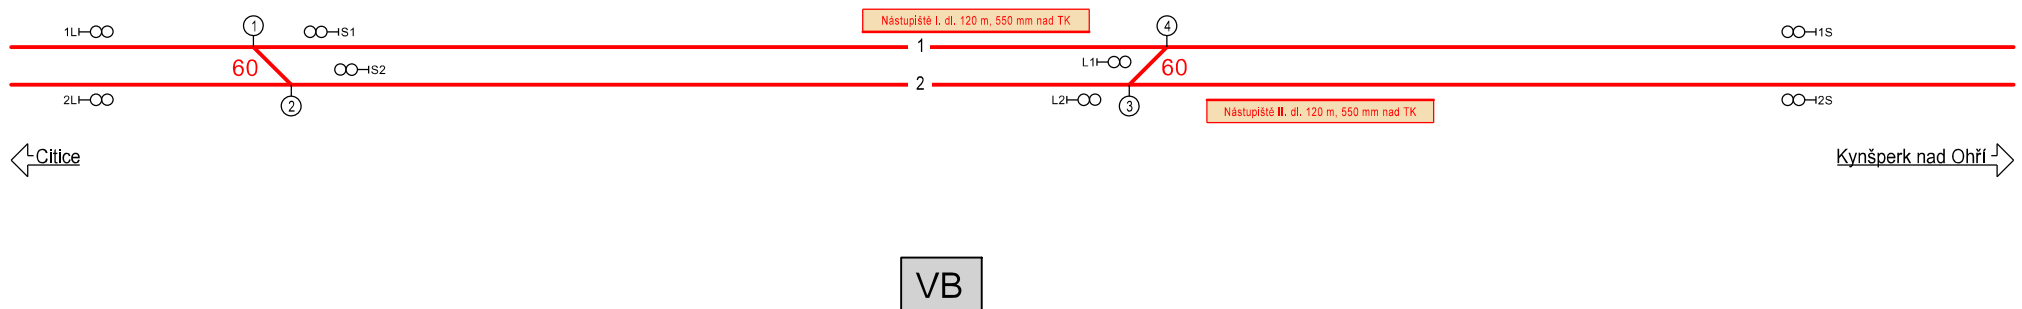 1
Nástupiště I. dl. 120 m, 550 mm nad TK
4
1L
S1
1S
1
60
S2
L1
60
2
2L
2
L2
3
Nástupiště II. dl. 120 m, 550 mm nad TK
2S
Citice
Kynšperk nad Ohří
VB